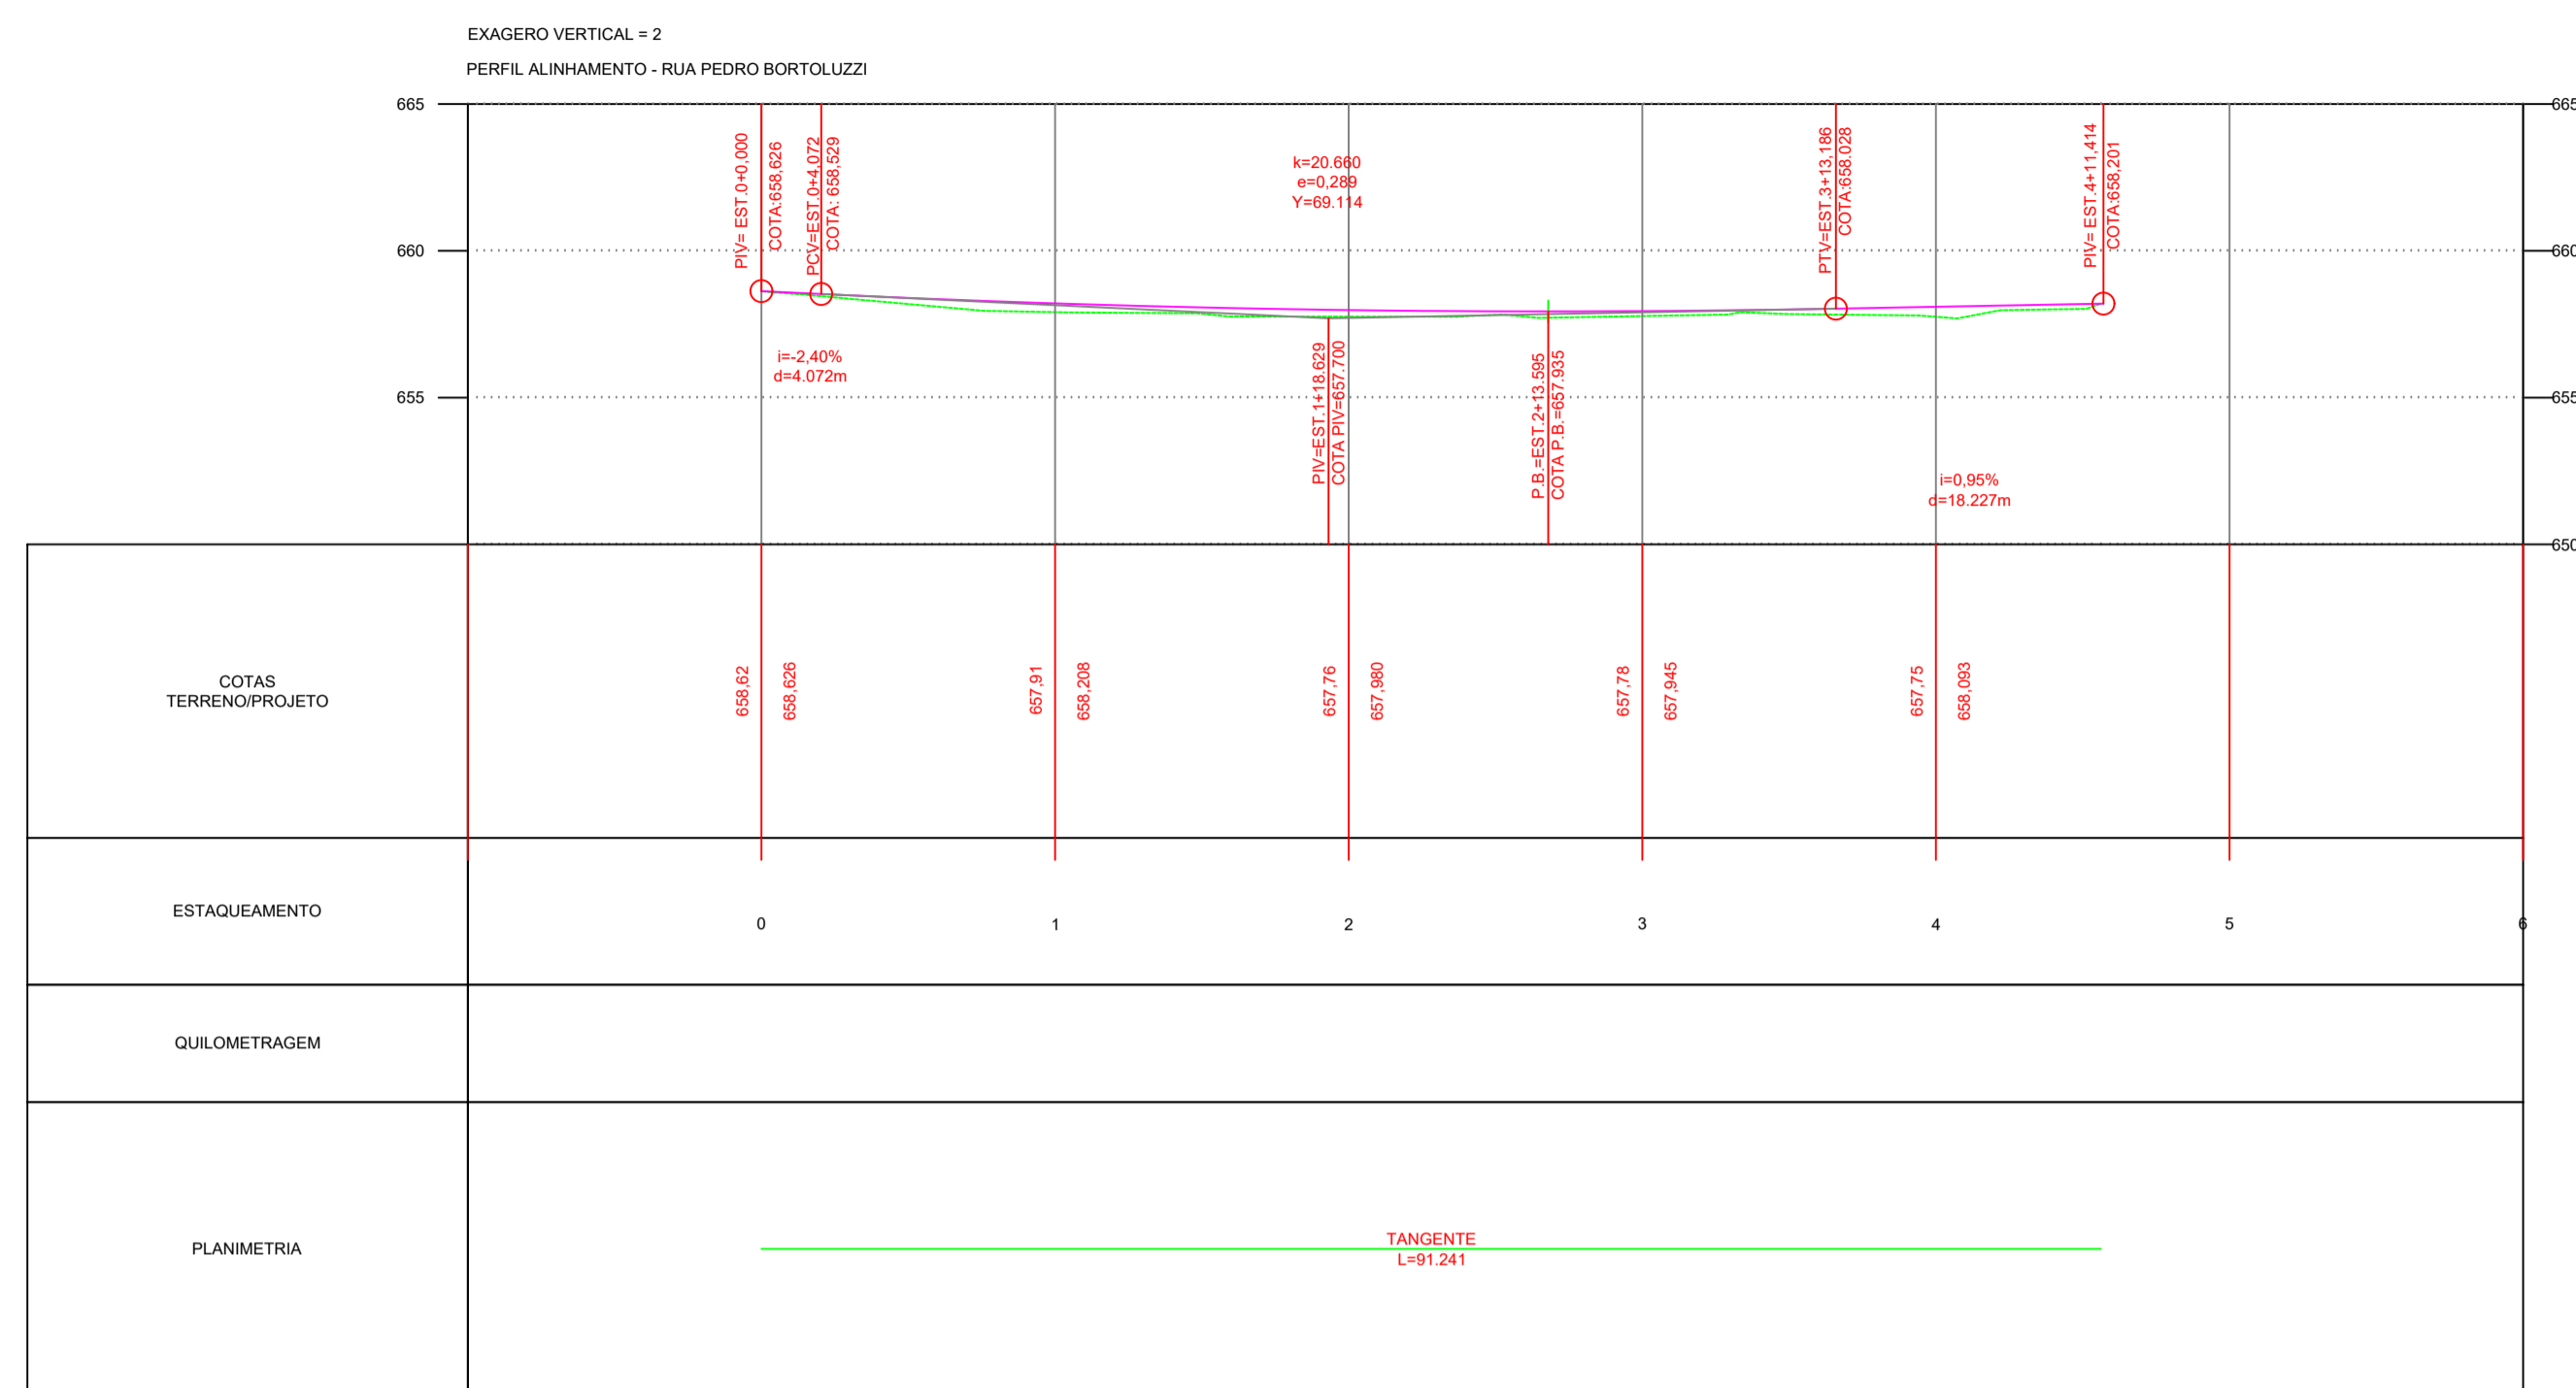 EXAGERO VERTICAL = 2
PERFIL ALINHAMENTO - RUA PEDRO BORTOLUZZI
665
665
660
660
655
655
650
PIV= EST.0+0,000
COTA:658,626
PCV=EST.0+4,072
COTA: 658,529
k=20.660
e=0,289
Y=69.114
PTV=EST.3+13,186
COTA:658.028
PIV= EST.4+11,414
COTA:658,201
i=-2,40%
d=4.072m
PIV=EST.1+18.629
COTA PIV=657.700
P.B.=EST.2+13.595
COTA P.B.=657.935
i=0,95%
d=18.227m
COTAS
TERRENO/PROJETO
658,62
658,626
657,91
658,208
657,76
657,980
657,78
657,945
657,75
658,093
ESTAQUEAMENTO
0
1
2
3
4
5
6
QUILOMETRAGEM
PLANIMETRIA
TANGENTE
L=91.241